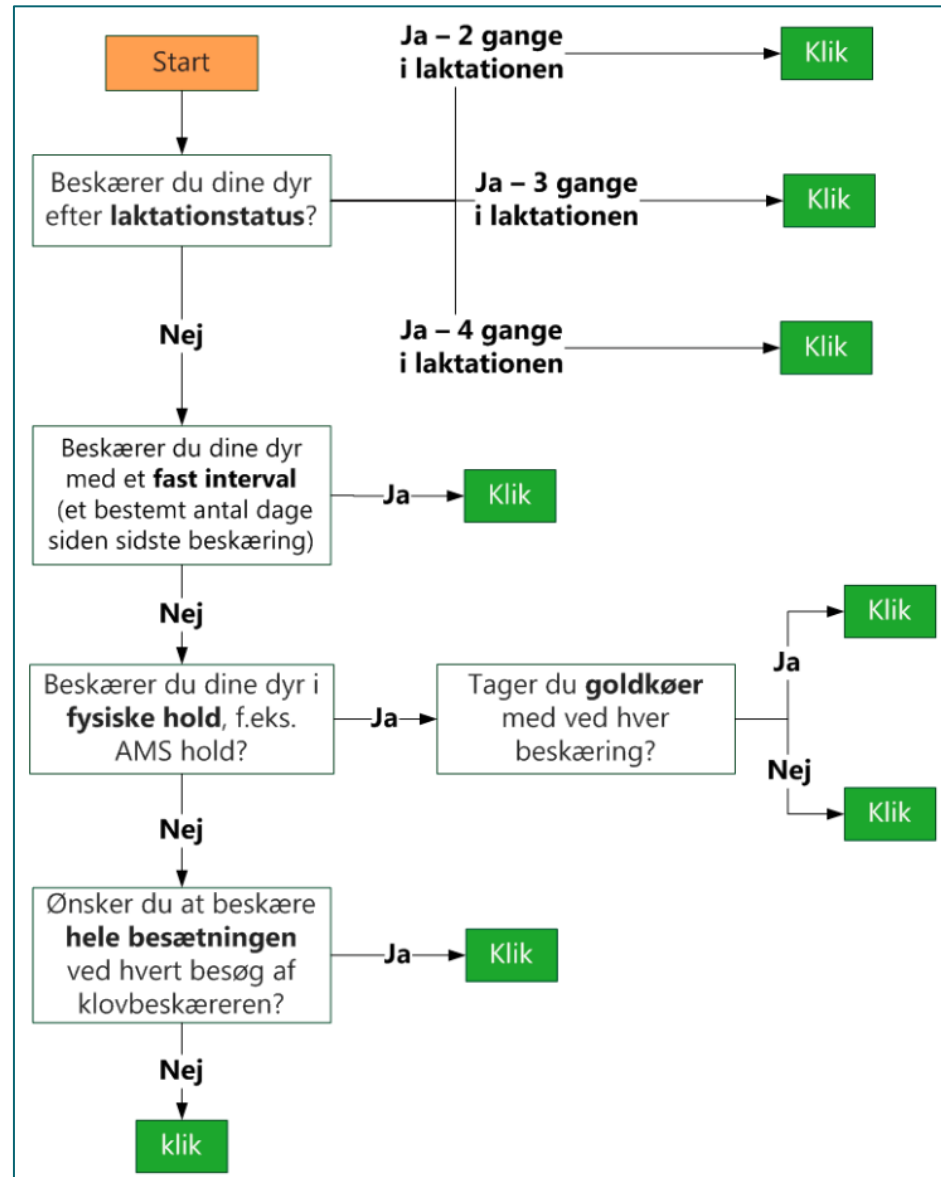 Start
Ja – 2 gange
i laktationen
Klik
Beskærer du dine dyr
efter laktationstatus?
Ja – 3 gange
i laktationen
Klik
Nej
Ja – 4 gange
i laktationen
Klik
Beskærer du dine dyr
med et fast interval
(et bestemt antal dage
siden sidste beskæring)
Ja
Klik
Nej
Beskærer du dine dyr i
fysiske hold, f.eks.
AMS hold?
Ja
Tager du goldkøer
med ved hver
beskæring?
Ja
Klik
Nej
Klik
Nej
Ønsker du at beskære
hele besætningen
ved hvert besøg af
klovbeskæreren?
Ja
Klik
Nej
klik